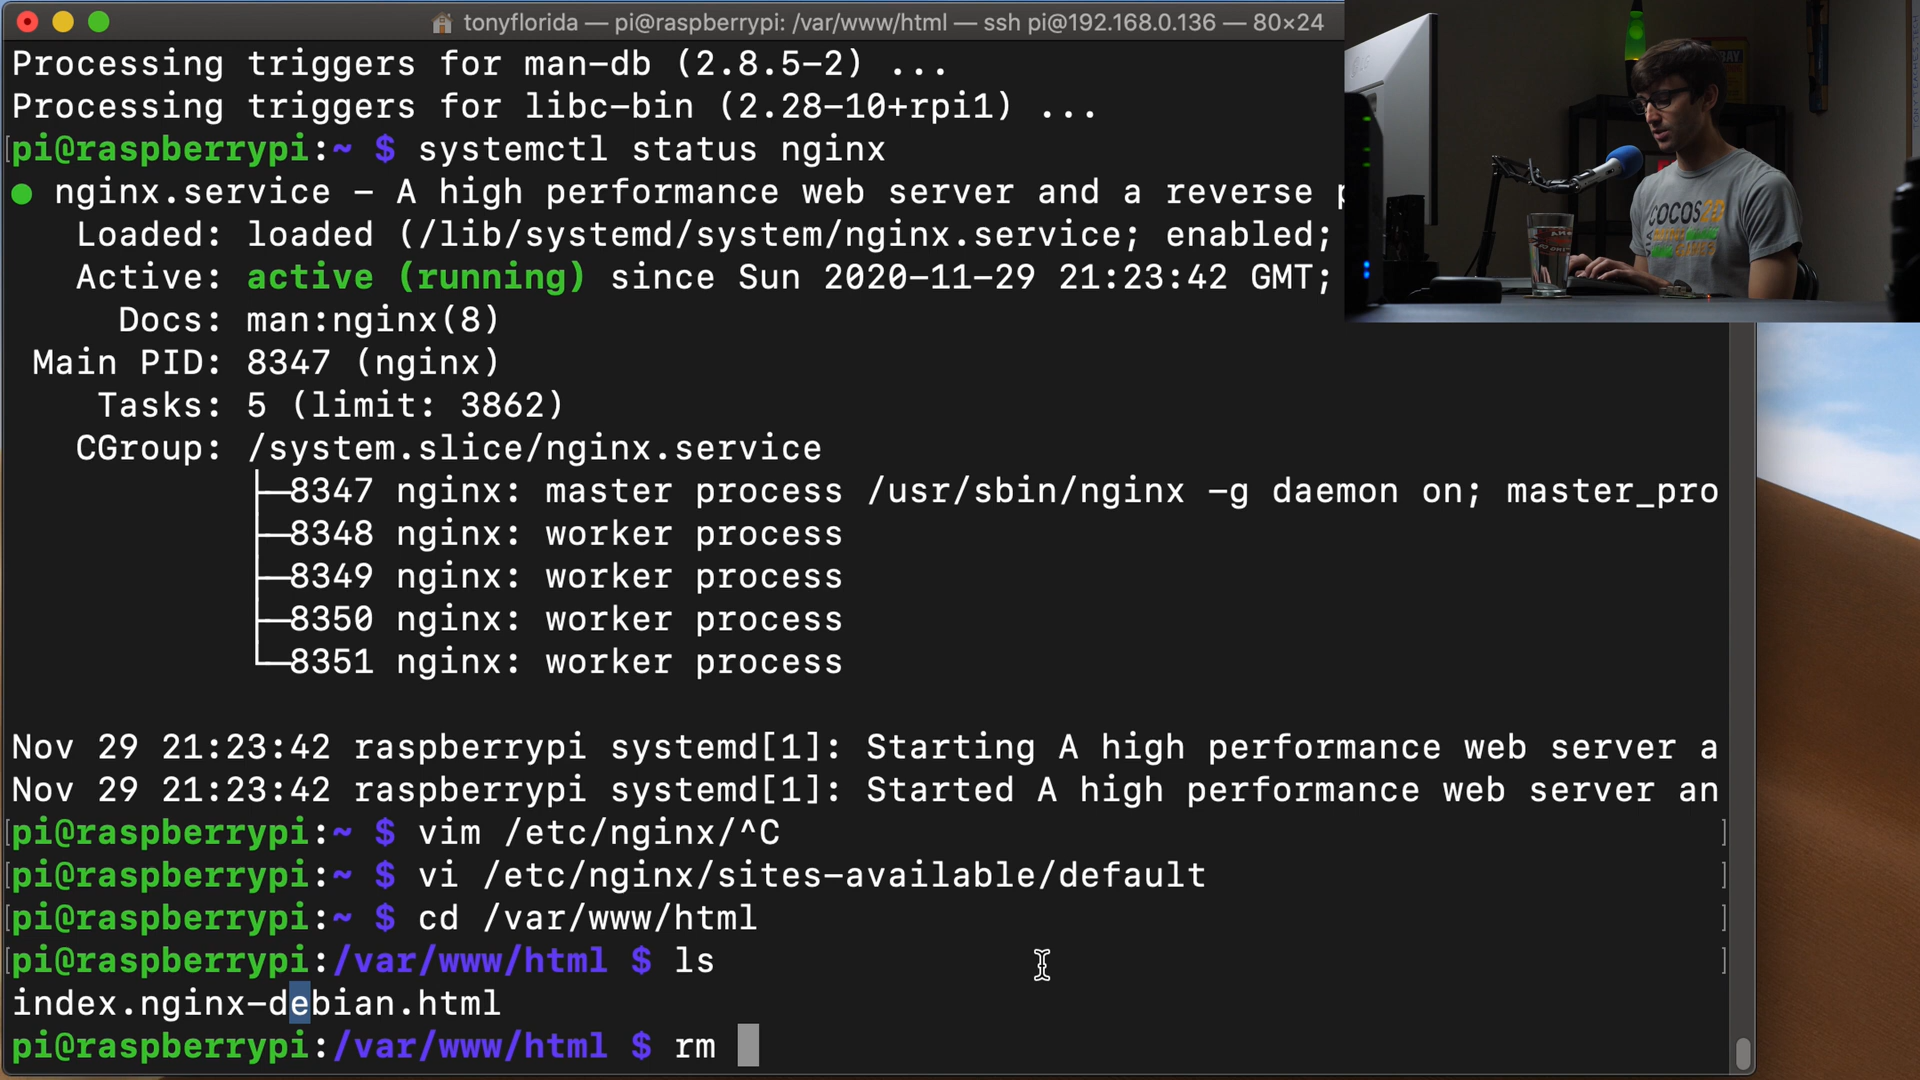 tonyflorida — pi@raspberrypi: /var/www/html — ssh pi@192.168.0.136 — 80×24
Processing triggers for man-db (2.8.5-2) ...
Processing triggers for libc-bin (2.28-10+rpi1) ...
[pi@raspberrypi:~ $ systemctl status nginx
● nginx.service - A high performance web server and a reverse p
Loaded: loaded (/lib/systemd/system/nginx.service; enabled;
Active: active (running) since Sun 2020-11-29 21:23:42 GMT;
Docs: man:nginx(8)
Main PID: 8347 (nginx)
Tasks: 5 (limit: 3862)
CGroup: /system.slice/nginx.service
├─8347 nginx: master process /usr/sbin/nginx -g daemon on; master_pro
├─8348 nginx: worker process
├─8349 nginx: worker process
├─8350 nginx: worker process
└─8351 nginx: worker process
Nov 29 21:23:42 raspberrypi systemd[1]: Starting A high performance web server a
Nov 29 21:23:42 raspberrypi systemd[1]: Started A high performance web server an
[pi@raspberrypi:~ $ vim /etc/nginx/^C ]
[pi@raspberrypi:~ $ vi /etc/nginx/sites-available/default ]
[pi@raspberrypi:~ $ cd /var/www/html ]
[pi@raspberrypi:/var/www/html $ ls ]
index.nginx-debian.html
pi@raspberrypi:/var/www/html $ rm